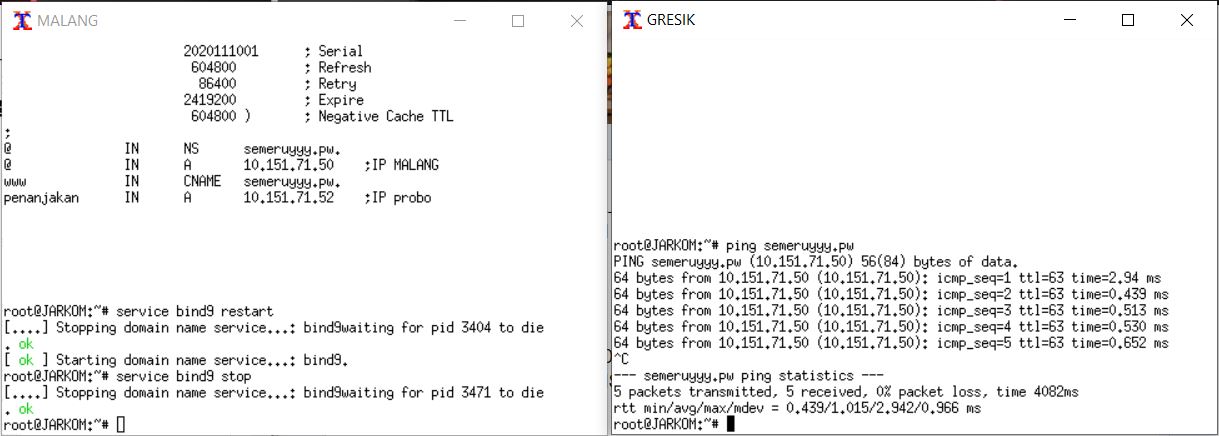 MALANG
2020111001 ; Serial
604800 ; Refresh
86400 ; Retry
2419200 ; Expire
604800 ) ; Negative Cache TTL
;
@ IN NS semeruyyy.pw.
@ IN A 10.151.71.50 ;IP MALANG
www IN CNAME semeruyyy.pw.
penanjakan IN A 10.151.71.52 ;IP probo
root@JARKOM:~# service bind9 restart
[....] Stopping domain name service...: bind9waiting for pid 3404 to die
. ok
[ ok ] Starting domain name service...: bind9.
root@JARKOM:~# service bind9 stop
[....] Stopping domain name service...: bind9waiting for pid 3471 to die
. ok
root@JARKOM:~#
GRESIK
root@JARKOM:~# ping semeruyyy.pw
PING semeruyyy.pw (10.151.71.50) 56(84) bytes of data.
64 bytes from 10.151.71.50 (10.151.71.50): icmp_seq=1 ttl=63 time=2.94 ms
64 bytes from 10.151.71.50 (10.151.71.50): icmp_seq=2 ttl=63 time=0.439 ms
64 bytes from 10.151.71.50 (10.151.71.50): icmp_seq=3 ttl=63 time=0.513 ms
64 bytes from 10.151.71.50 (10.151.71.50): icmp_seq=4 ttl=63 time=0.530 ms
64 bytes from 10.151.71.50 (10.151.71.50): icmp_seq=5 ttl=63 time=0.652 ms
^C
--- semeruyyy.pw ping statistics ---
5 packets transmitted, 5 received, 0% packet loss, time 4082ms
rtt min/avg/max/mdev = 0.439/1.015/2.942/0.966 ms
root@JARKOM:~#